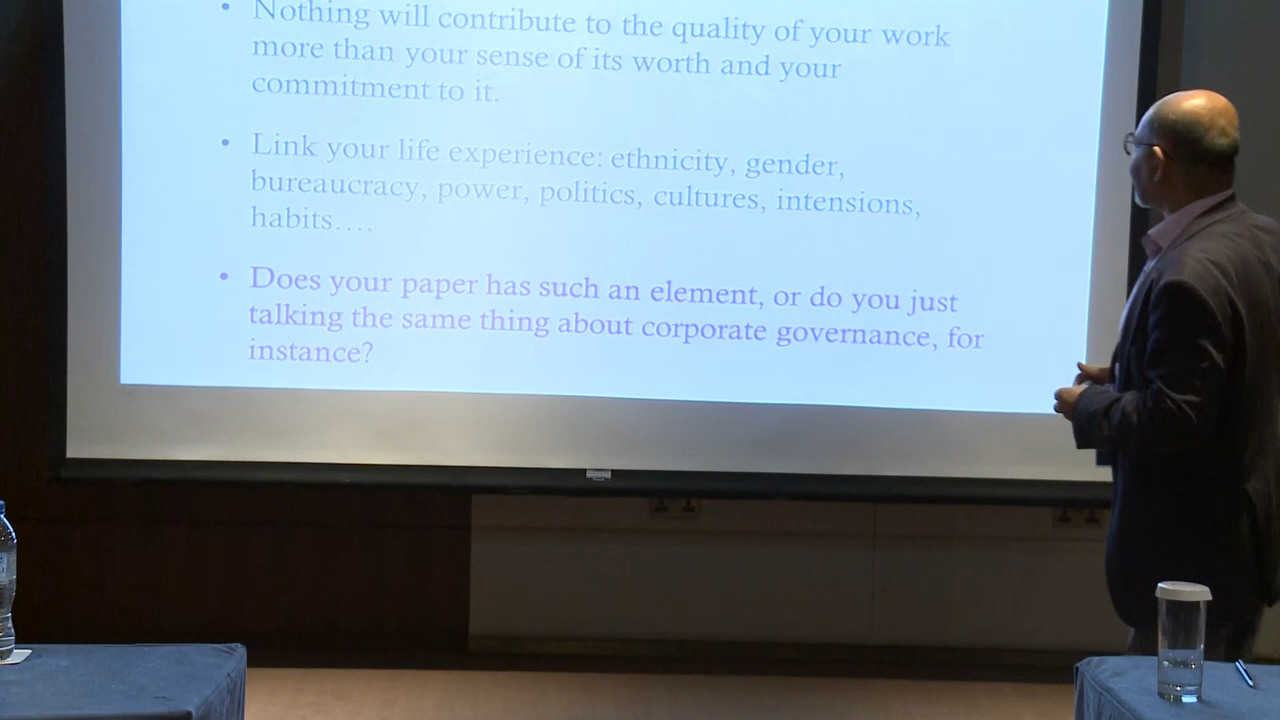 • Nothing will contribute to the quality of your work
more than your sense of its worth and your
commitment to it.
• Link your life experience: ethnicity, gender,
bureaucracy, power, politics, cultures, intensions,
habits….
• Does your paper has such an element, or do you just
talking the same thing about corporate governance, for
instance?